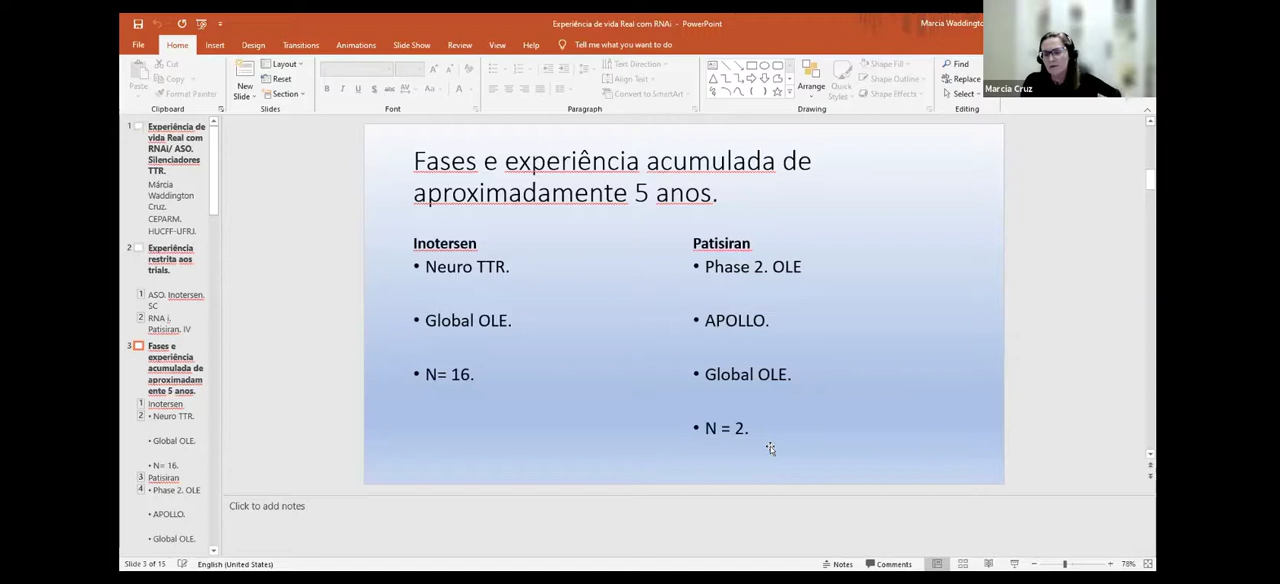 Experiência de vida Real com RNAi - PowerPoint
Marcia Waddington
File Home Insert Design Transitions Animations Slide Show Review View Help Tell me what you want to do
Paste
Cut
Copy
Format Painter
Clipboard
New
Slide
Layout
Reset
Section
Slides
B I U S abc AV Aa A
Font
Text Direction
Align Text
Convert to SmartArt
Paragraph
Arrange
Quick
Styles
Shape Fill
Shape Outline
Shape Effects
Drawing
Find
Replace
Select
Editing
Marcia Cruz
1 Experiência de
vida Real com
RNAi/ ASO.
Silenciadores
TTR.
Márcia
Waddington
Cruz.
CEPARM.
HUCFF-UFRJ.
2 Experiência
restrita aos
trials.
1 ASO. Inotersen.
SC
2 RNA i.
Patisiran. IV
3 Fases e
experiência
acumulada de
aproximadam
ente 5 anos.
1 Inotersen
2 • Neuro TTR.
• Global OLE.
• N= 16.
3 Patisiran
4 • Phase 2. OLE
• APOLLO.
• Global OLE.
Fases e experiência acumulada de
aproximadamente 5 anos.
Inotersen
• Neuro TTR.
• Global OLE.
• N= 16.
Patisiran
• Phase 2. OLE
• APOLLO.
• Global OLE.
• N = 2.
Click to add notes
Slide 3 of 15 English (United States) Notes Comments 78%